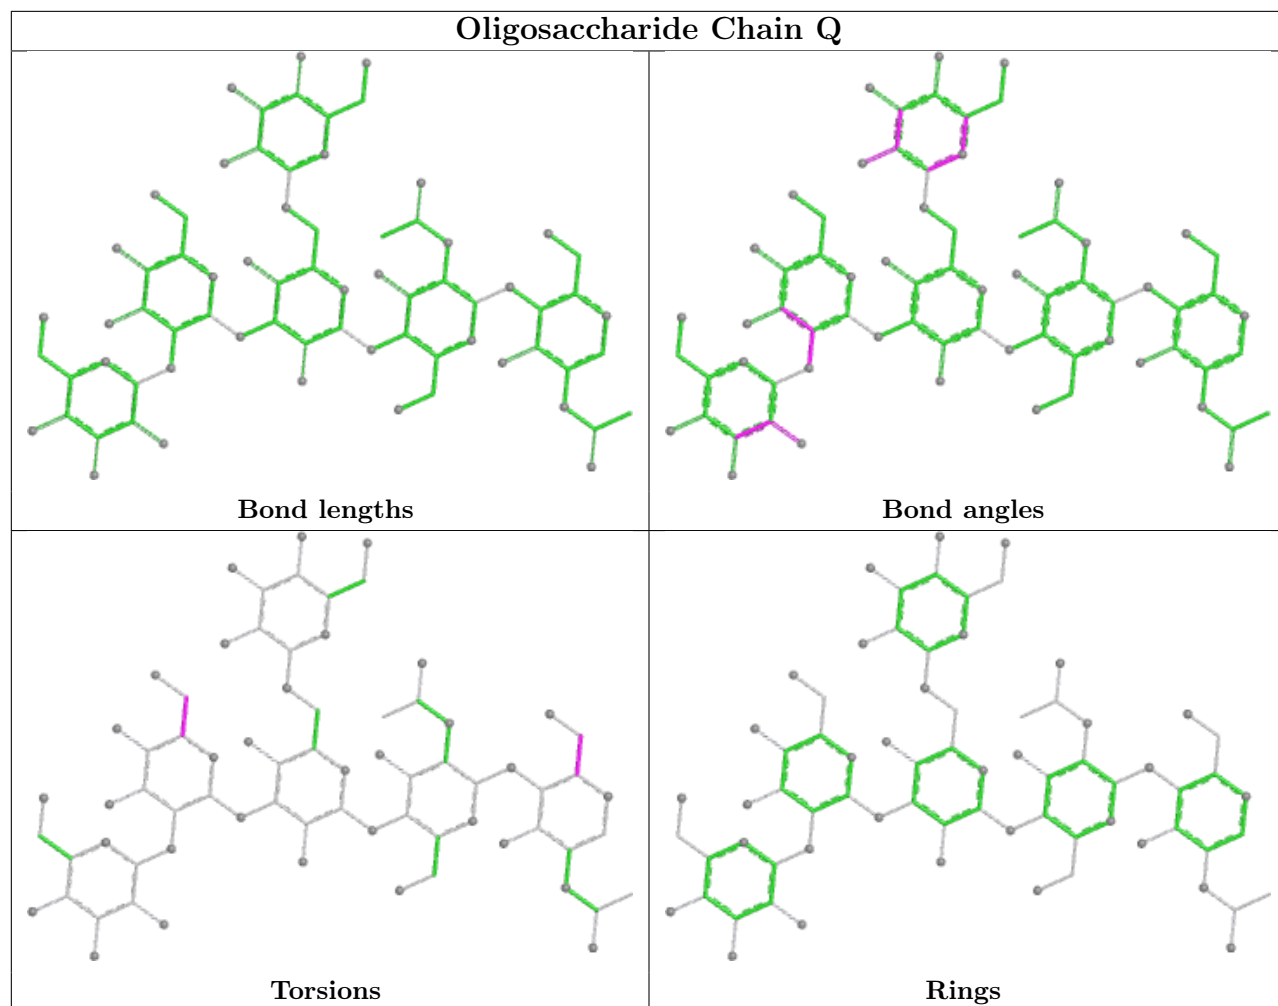 Oligosaccharide Chain Q
Bond lengths
Bond angles
Torsions
Rings